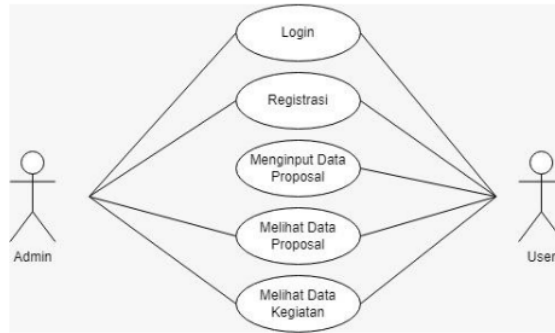 Login
Registrasi
Menginput Data
Proposal
Melihat Data
Proposal
Admin
User
Melihat Data
Kegiatan